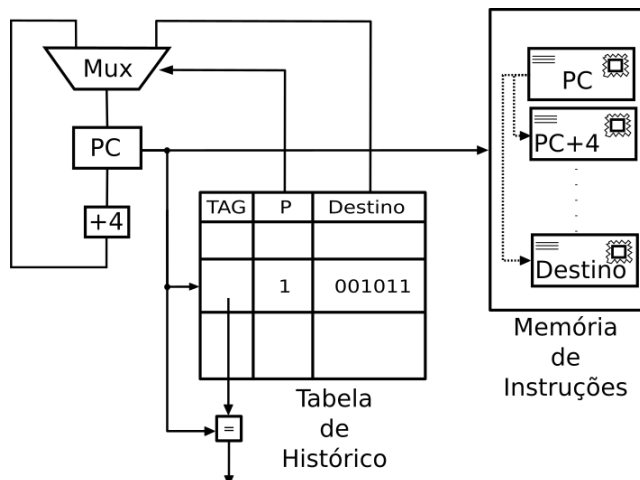 Mux
PC
+4
TAG P Destino
1 001011
=
Tabela
de
Histórico
PC
PC+4
Destino
Memória
de
Instruções